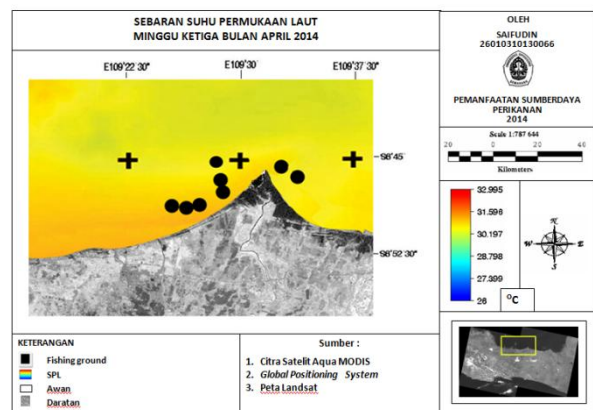 SEBARAN SUHU PERMUKAAN LAUT
MINGGU KETIGA BULAN APRIL 2014
E109°22'30"
E109°30'
E109°37'30"
S6°45'
S6°52'30"
OLEH
SAIFUDIN
26010310130066
PEMANFAATAN SUMBERDAYA
PERIKANAN
2014
Scale 1:787 644
20 0 20 40
Kilometers
32.995
31.596
30.197
28.798
27.399
26
°C
N
W E
S
KETERANGAN
Fishing ground
SPL
Awan
Daratan
Sumber :
1. Citra Satelit Aqua MODIS
2. Global Positioning System
3. Peta Landsat